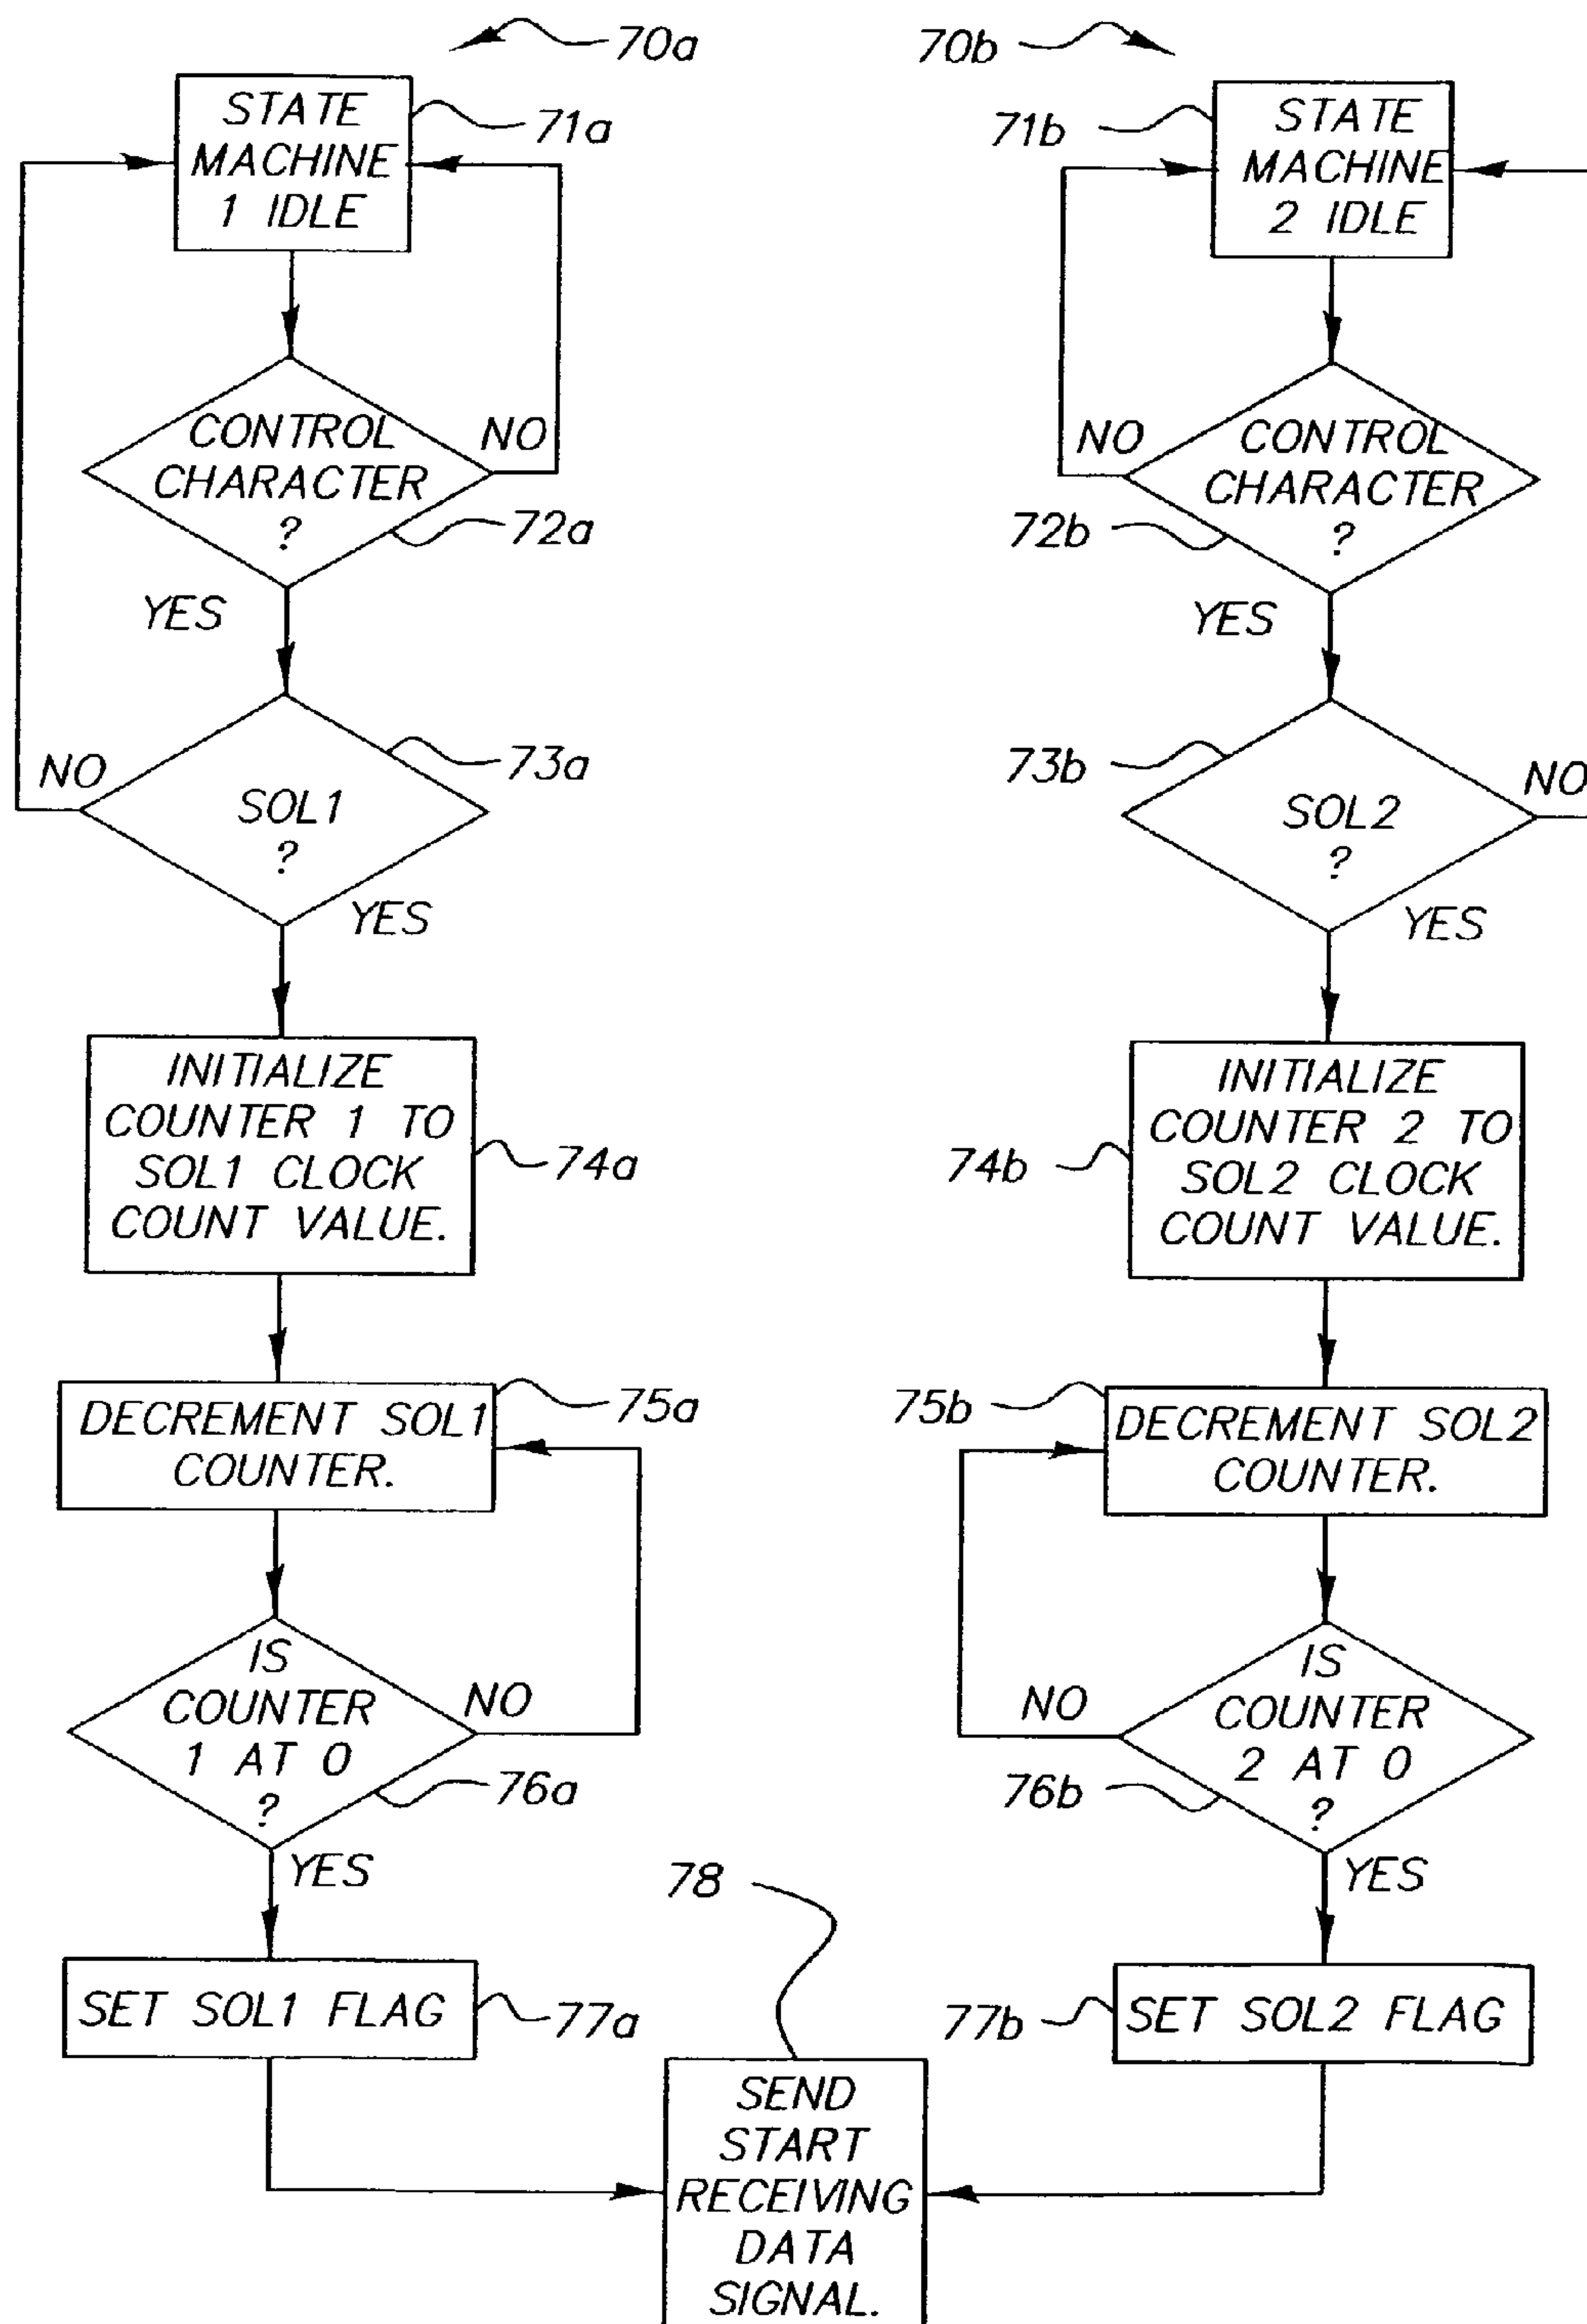 70a
STATE
MACHINE
1 IDLE
71a
CONTROL
CHARACTER
?
NO
72a
YES
73a
NO
SOL1
?
YES
INITIALIZE
COUNTER 1 TO
SOL1 CLOCK
COUNT VALUE.
74a
75a
DECREMENT SOL1
COUNTER.
IS
COUNTER
1 AT 0
?
NO
76a
YES
SET SOL1 FLAG
77a
70b
71b
STATE
MACHINE
2 IDLE
NO
CONTROL
CHARACTER
?
72b
YES
73b
NO
SOL2
?
YES
INITIALIZE
COUNTER 2 TO
SOL2 CLOCK
COUNT VALUE.
74b
75b
DECREMENT SOL2
COUNTER.
IS
COUNTER
2 AT 0
?
NO
76b
YES
77b
SET SOL2 FLAG
78
SEND
START
RECEIVING
DATA
SIGNAL.